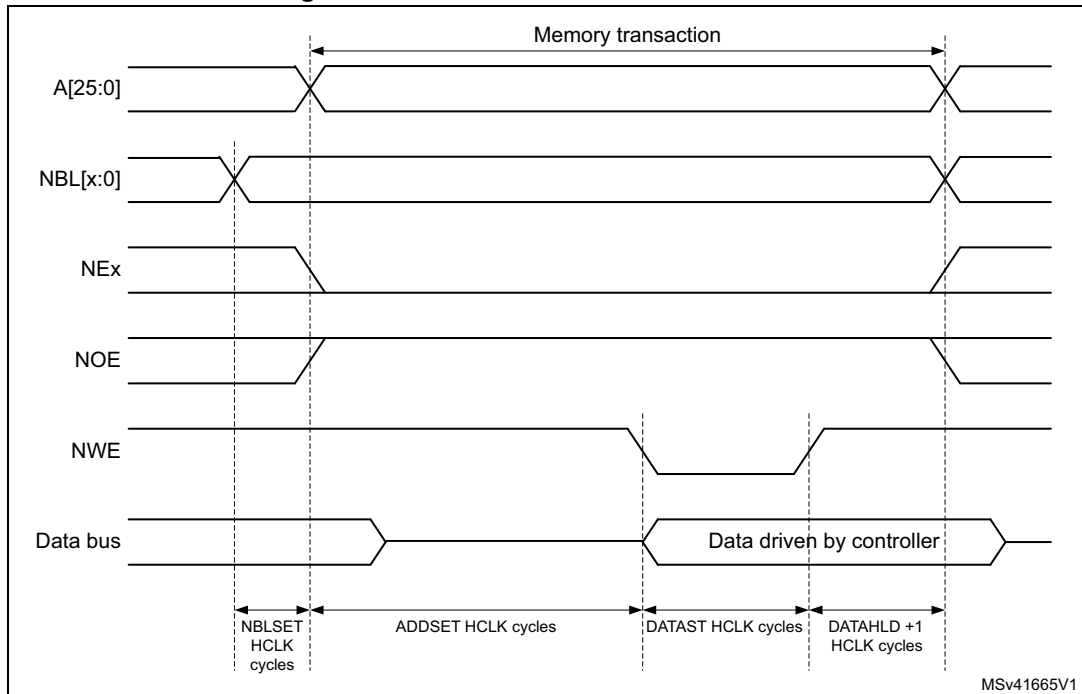 Memory transaction
A[25:0]
NBL[x:0]
NEx
NOE
NWE
Data bus
Data driven by controller
NBLSET
HCLK
cycles
ADDSET HCLK cycles
DATAST HCLK cycles
DATAHLD +1
HCLK cycles
MSv41665V1